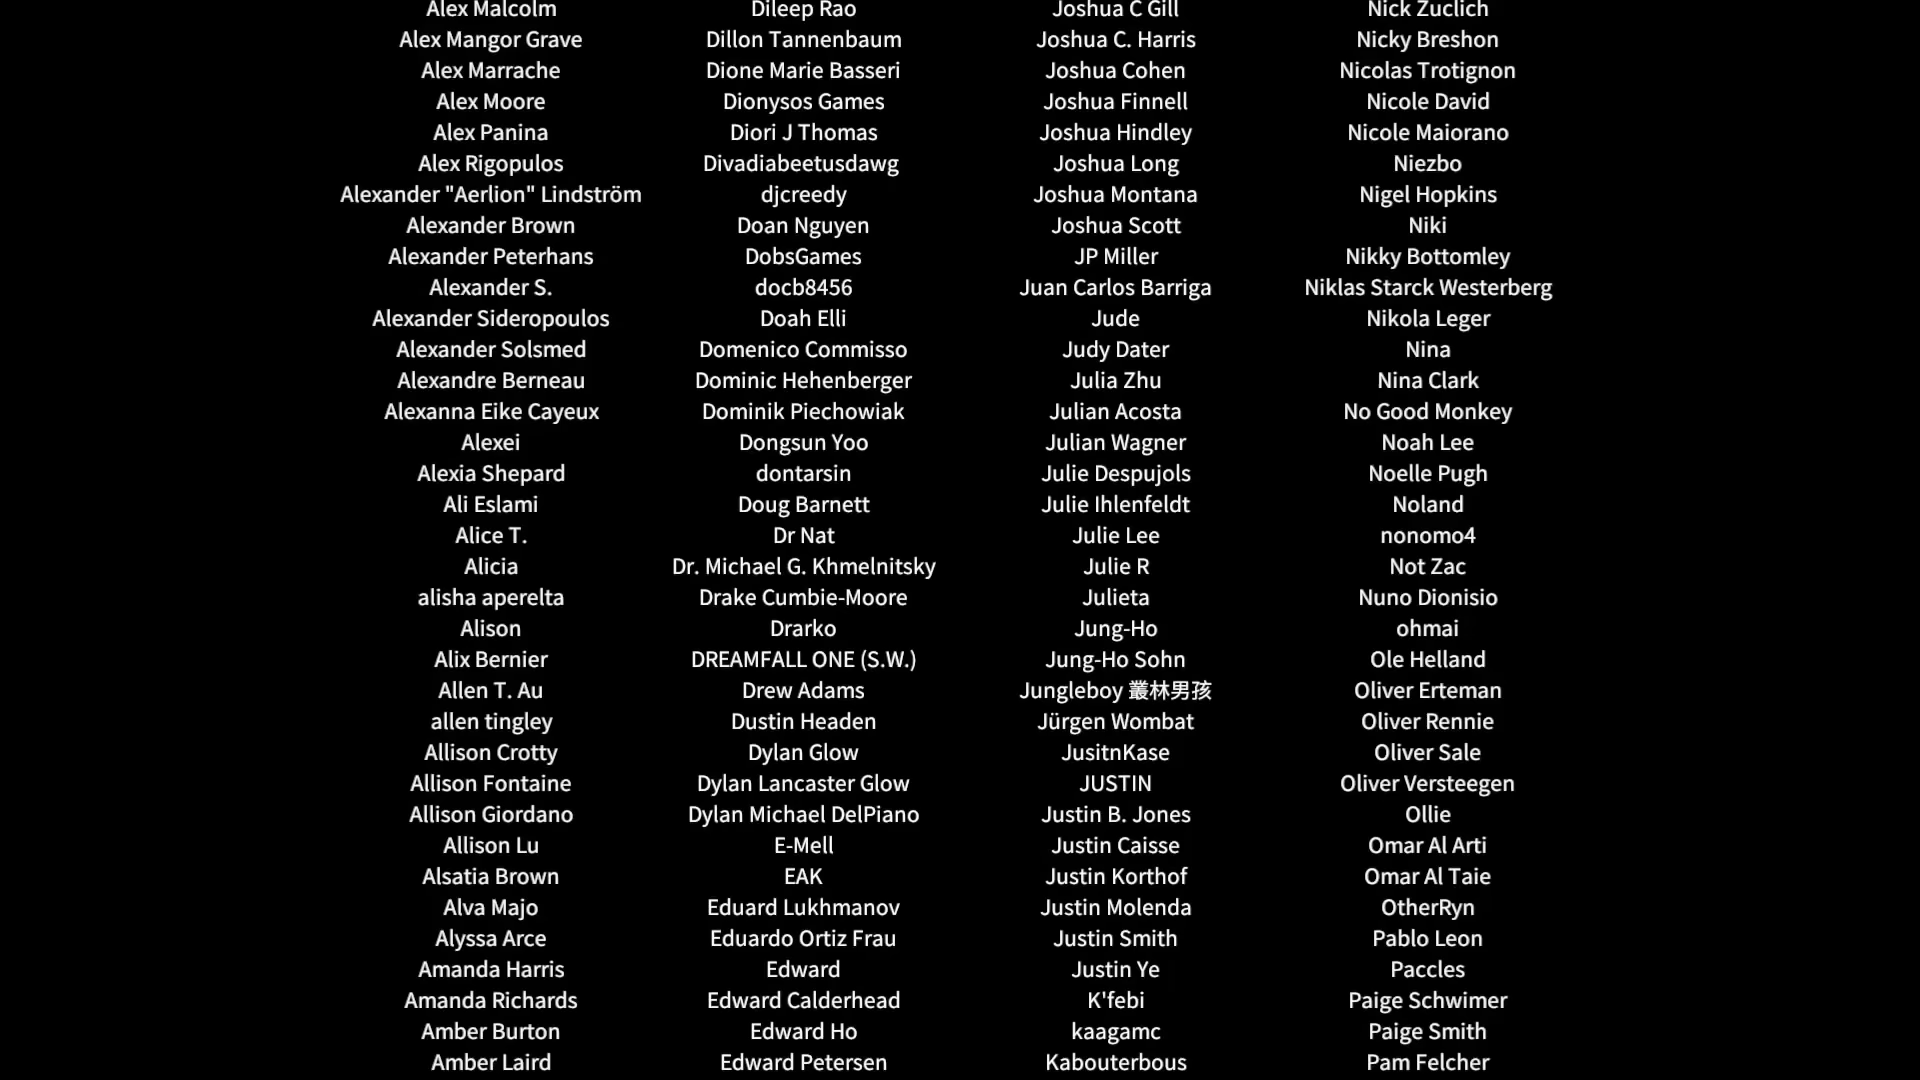 Alex Malcolm
Alex Mangor Grave
Alex Marrache
Alex Moore
Alex Panina
Alex Rigopulos
Alexander "Aerlion" Lindström
Alexander Brown
Alexander Peterhans
Alexander S.
Alexander Sideropoulos
Alexander Solsmed
Alexandre Berneau
Alexanna Eike Cayeux
Alexei
Alexia Shepard
Ali Eslami
Alice T.
Alicia
alisha aperelta
Alison
Alix Bernier
Allen T. Au
allen tingley
Allison Crotty
Allison Fontaine
Allison Giordano
Allison Lu
Alsatia Brown
Alva Majo
Alyssa Arce
Amanda Harris
Amanda Richards
Amber Burton
Amber Laird
Dileep Rao
Dillon Tannenbaum
Dione Marie Basseri
Dionysos Games
Diori J Thomas
Divadiabeetusdawg
djcreedy
Doan Nguyen
DobsGames
docb8456
Doah Elli
Domenico Commisso
Dominic Hehenberger
Dominik Piechowiak
Dongsun Yoo
dontarsin
Doug Barnett
Dr Nat
Dr. Michael G. Khmelnitsky
Drake Cumbie-Moore
Drarko
DREAMFALL ONE (S.W.)
Drew Adams
Dustin Headen
Dylan Glow
Dylan Lancaster Glow
Dylan Michael DelPiano
E-Mell
EAK
Eduard Lukhmanov
Eduardo Ortiz Frau
Edward
Edward Calderhead
Edward Ho
Edward Petersen
Joshua C Gill
Joshua C. Harris
Joshua Cohen
Joshua Finnell
Joshua Hindley
Joshua Long
Joshua Montana
Joshua Scott
JP Miller
Juan Carlos Barriga
Jude
Judy Dater
Julia Zhu
Julian Acosta
Julian Wagner
Julie Despujols
Julie Ihlenfeldt
Julie Lee
Julie R
Julieta
Jung-Ho
Jung-Ho Sohn
Jungleboy 叢林男孩
Jürgen Wombat
JusitnKase
JUSTIN
Justin B. Jones
Justin Caisse
Justin Korthof
Justin Molenda
Justin Smith
Justin Ye
K'febi
kaagamc
Kabouterbous
Nick Zuclich
Nicky Breshon
Nicolas Trotignon
Nicole David
Nicole Maiorano
Niezbo
Nigel Hopkins
Niki
Nikky Bottomley
Niklas Starck Westerberg
Nikola Leger
Nina
Nina Clark
No Good Monkey
Noah Lee
Noelle Pugh
Noland
nonomo4
Not Zac
Nuno Dionisio
ohmai
Ole Helland
Oliver Erteman
Oliver Rennie
Oliver Sale
Oliver Versteegen
Ollie
Omar Al Arti
Omar Al Taie
OtherRyn
Pablo Leon
Paccles
Paige Schwimer
Paige Smith
Pam Felcher